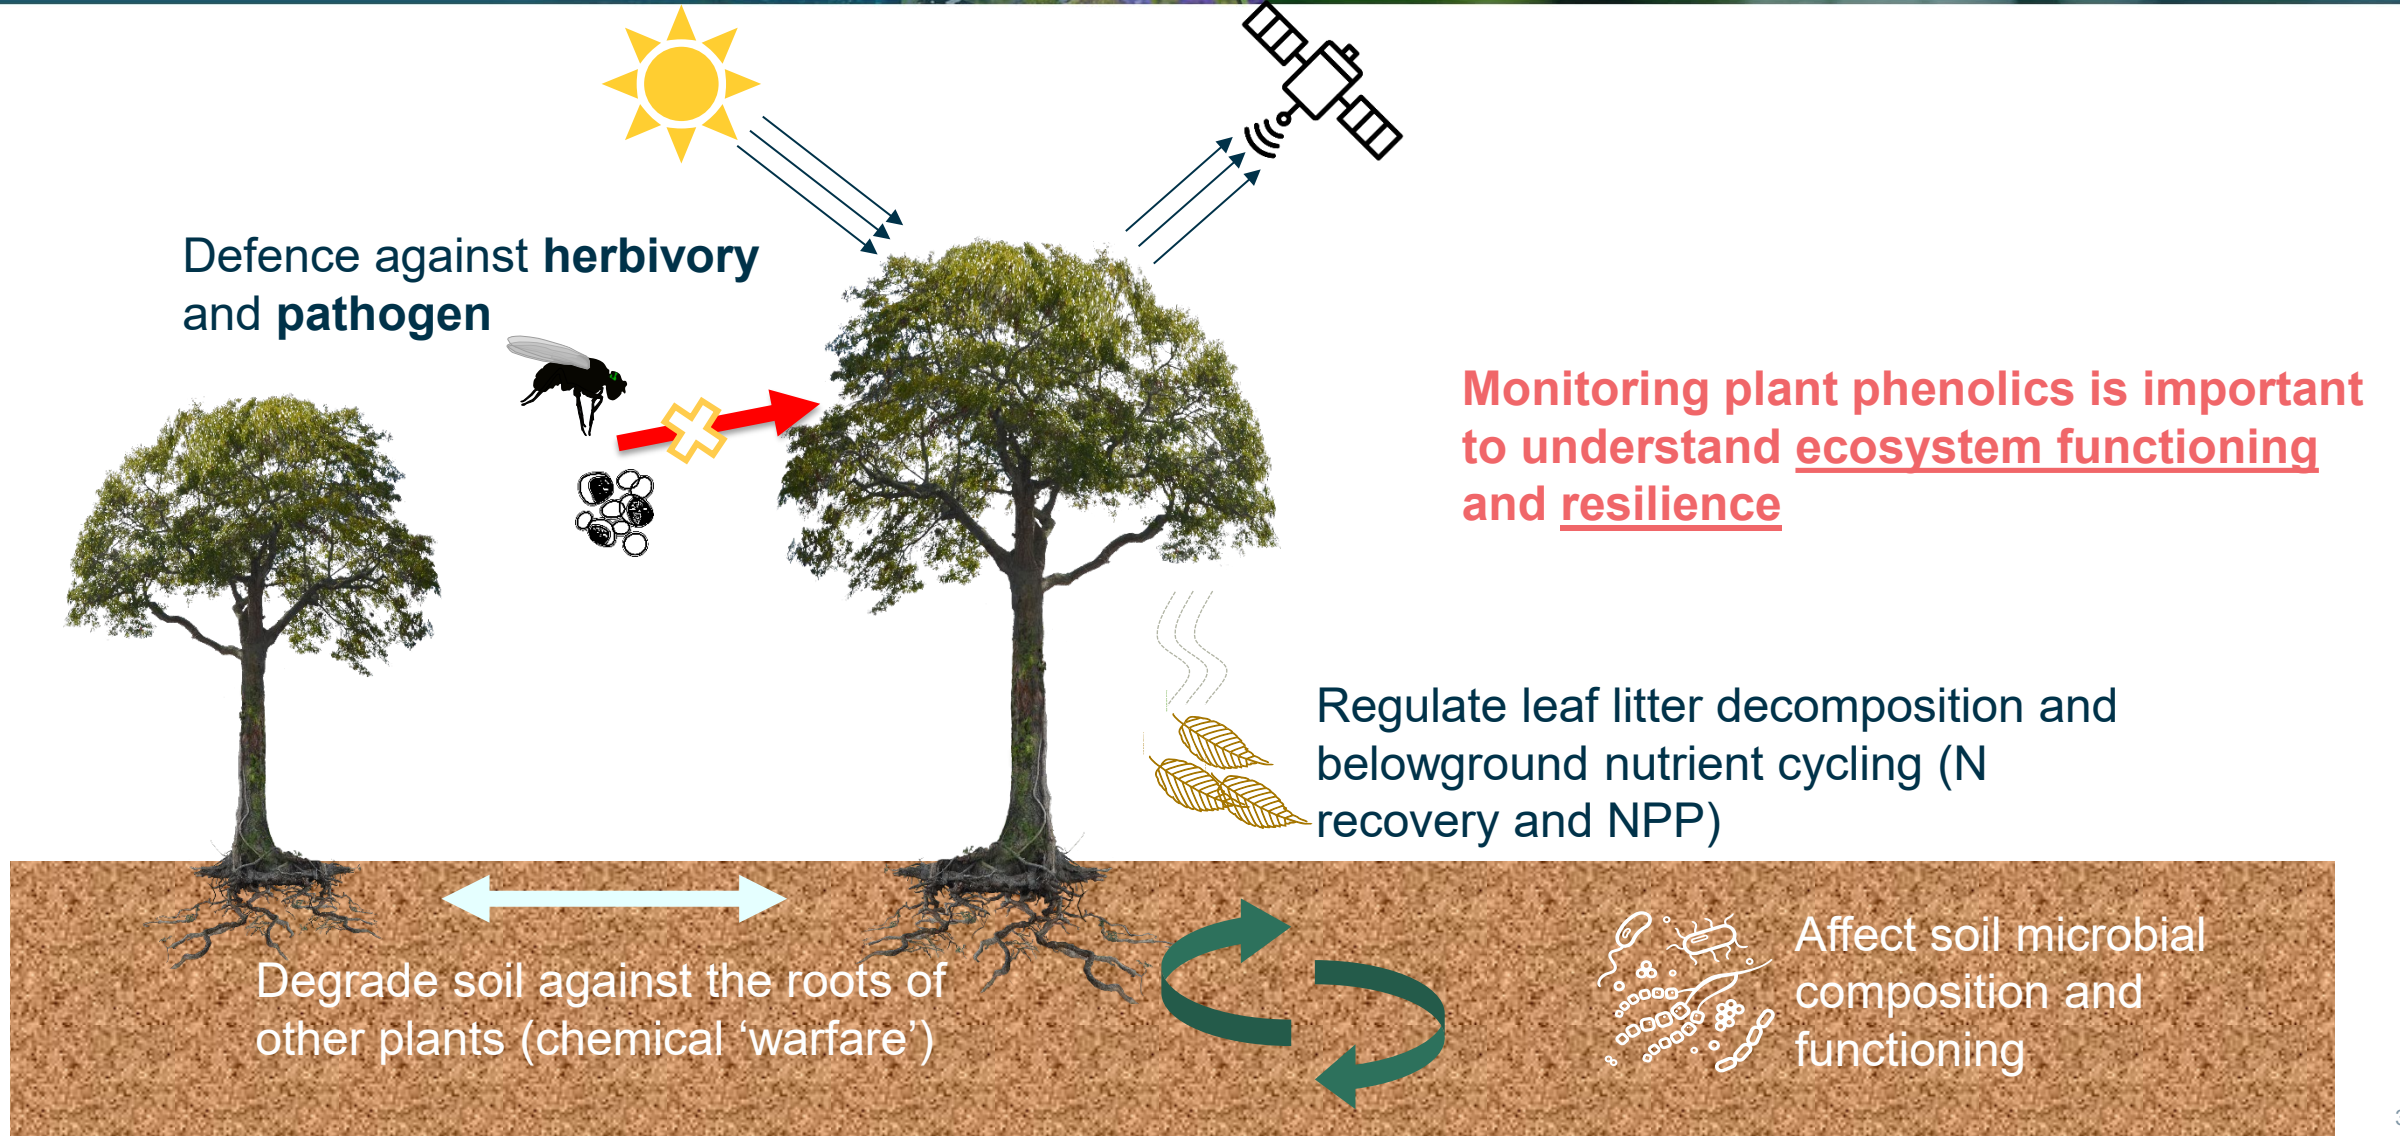 Defence against herbivory
and pathogen
Monitoring plant phenolics is important
to understand ecosystem functioning
and resilience
Regulate leaf litter decomposition and
belowground nutrient cycling (N
recovery and NPP)
Degrade soil against the roots of
other plants (chemical ‘warfare’)
Affect soil microbial
composition and
functioning